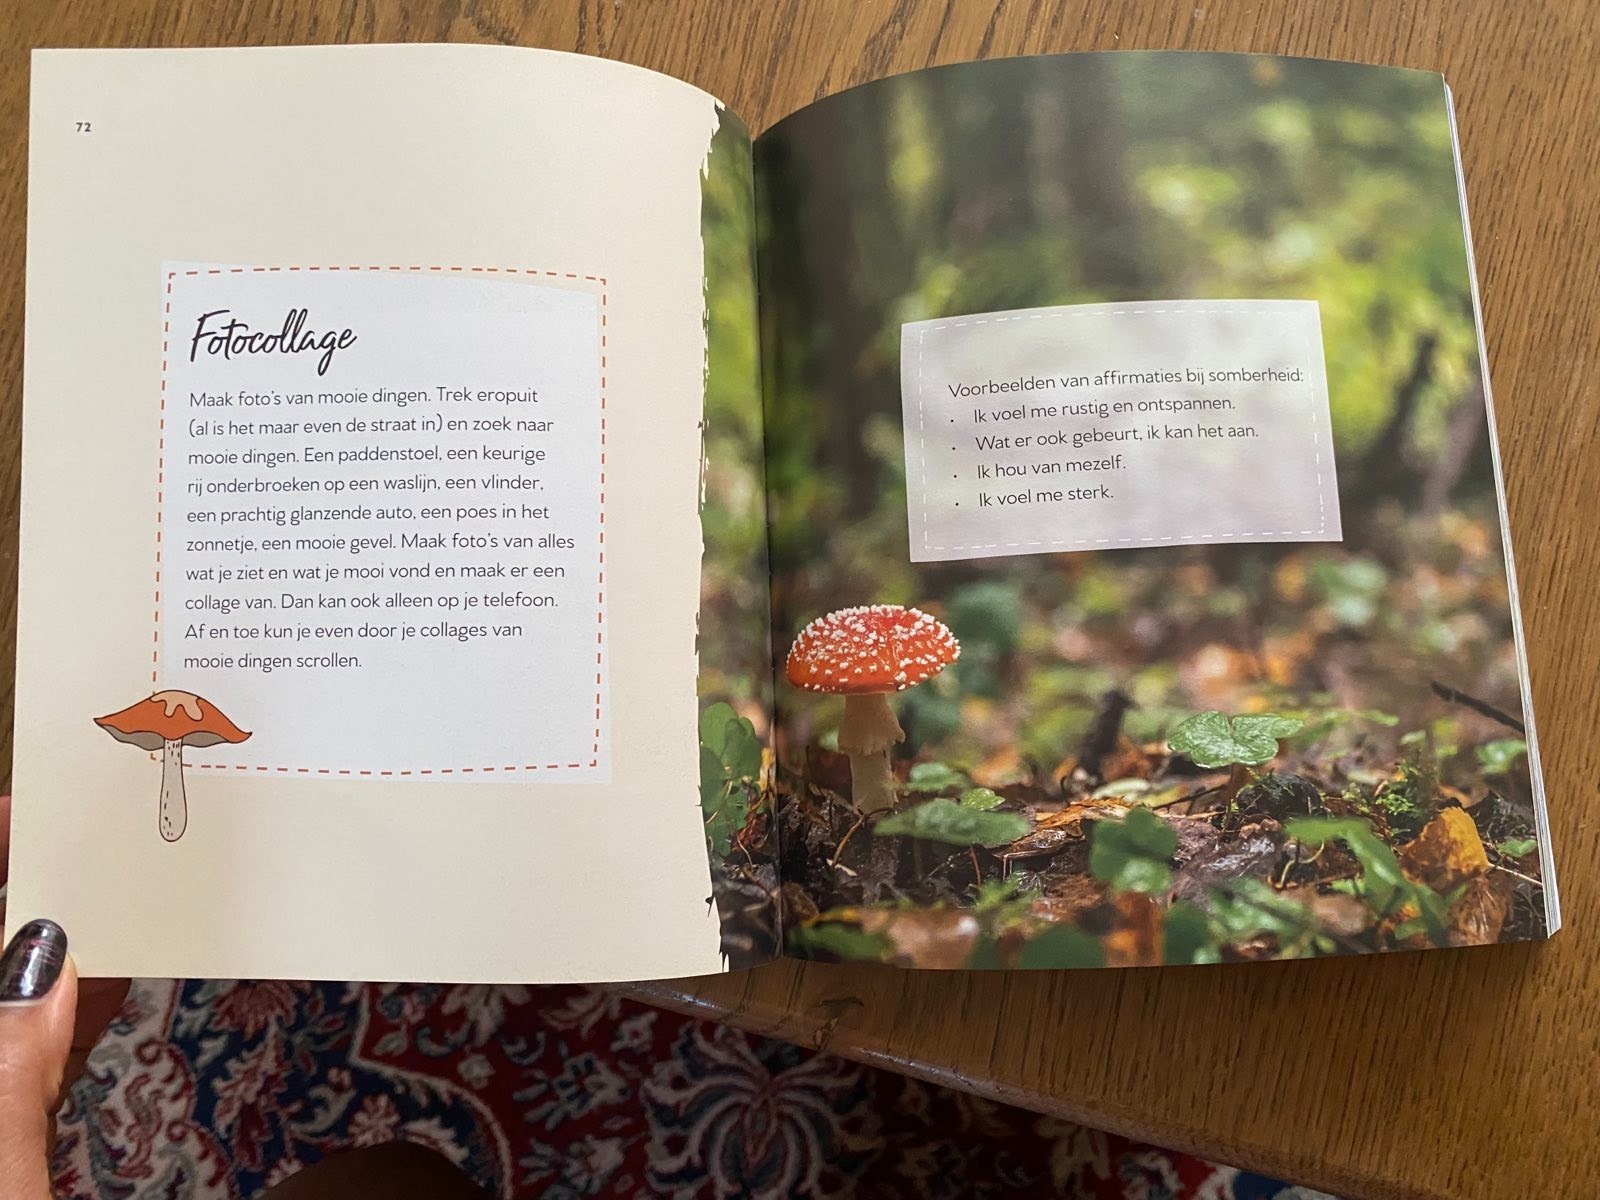 72
Fotocollage
Maak foto's van mooie dingen. Trek eropuit
(al is het maar even de straat in) en zoek naar
mooie dingen. Een paddenstoel, een keurige
rij onderbroeken op een waslijn, een vlinder,
een prachtig glanzende auto, een poes in het
zonnetje, een mooie gevel. Maak foto's van alles
wat je ziet en wat je mooi vond en maak er een
collage van. Dan kan ook alleen op je telefoon.
Af en toe kun je even door je collages van
mooie dingen scrollen.
Voorbeelden van affirmaties bij somberheid:
• Ik voel me rustig en ontspannen.
• Wat er ook gebeurt, ik kan het aan.
• Ik hou van mezelf.
• Ik voel me sterk.